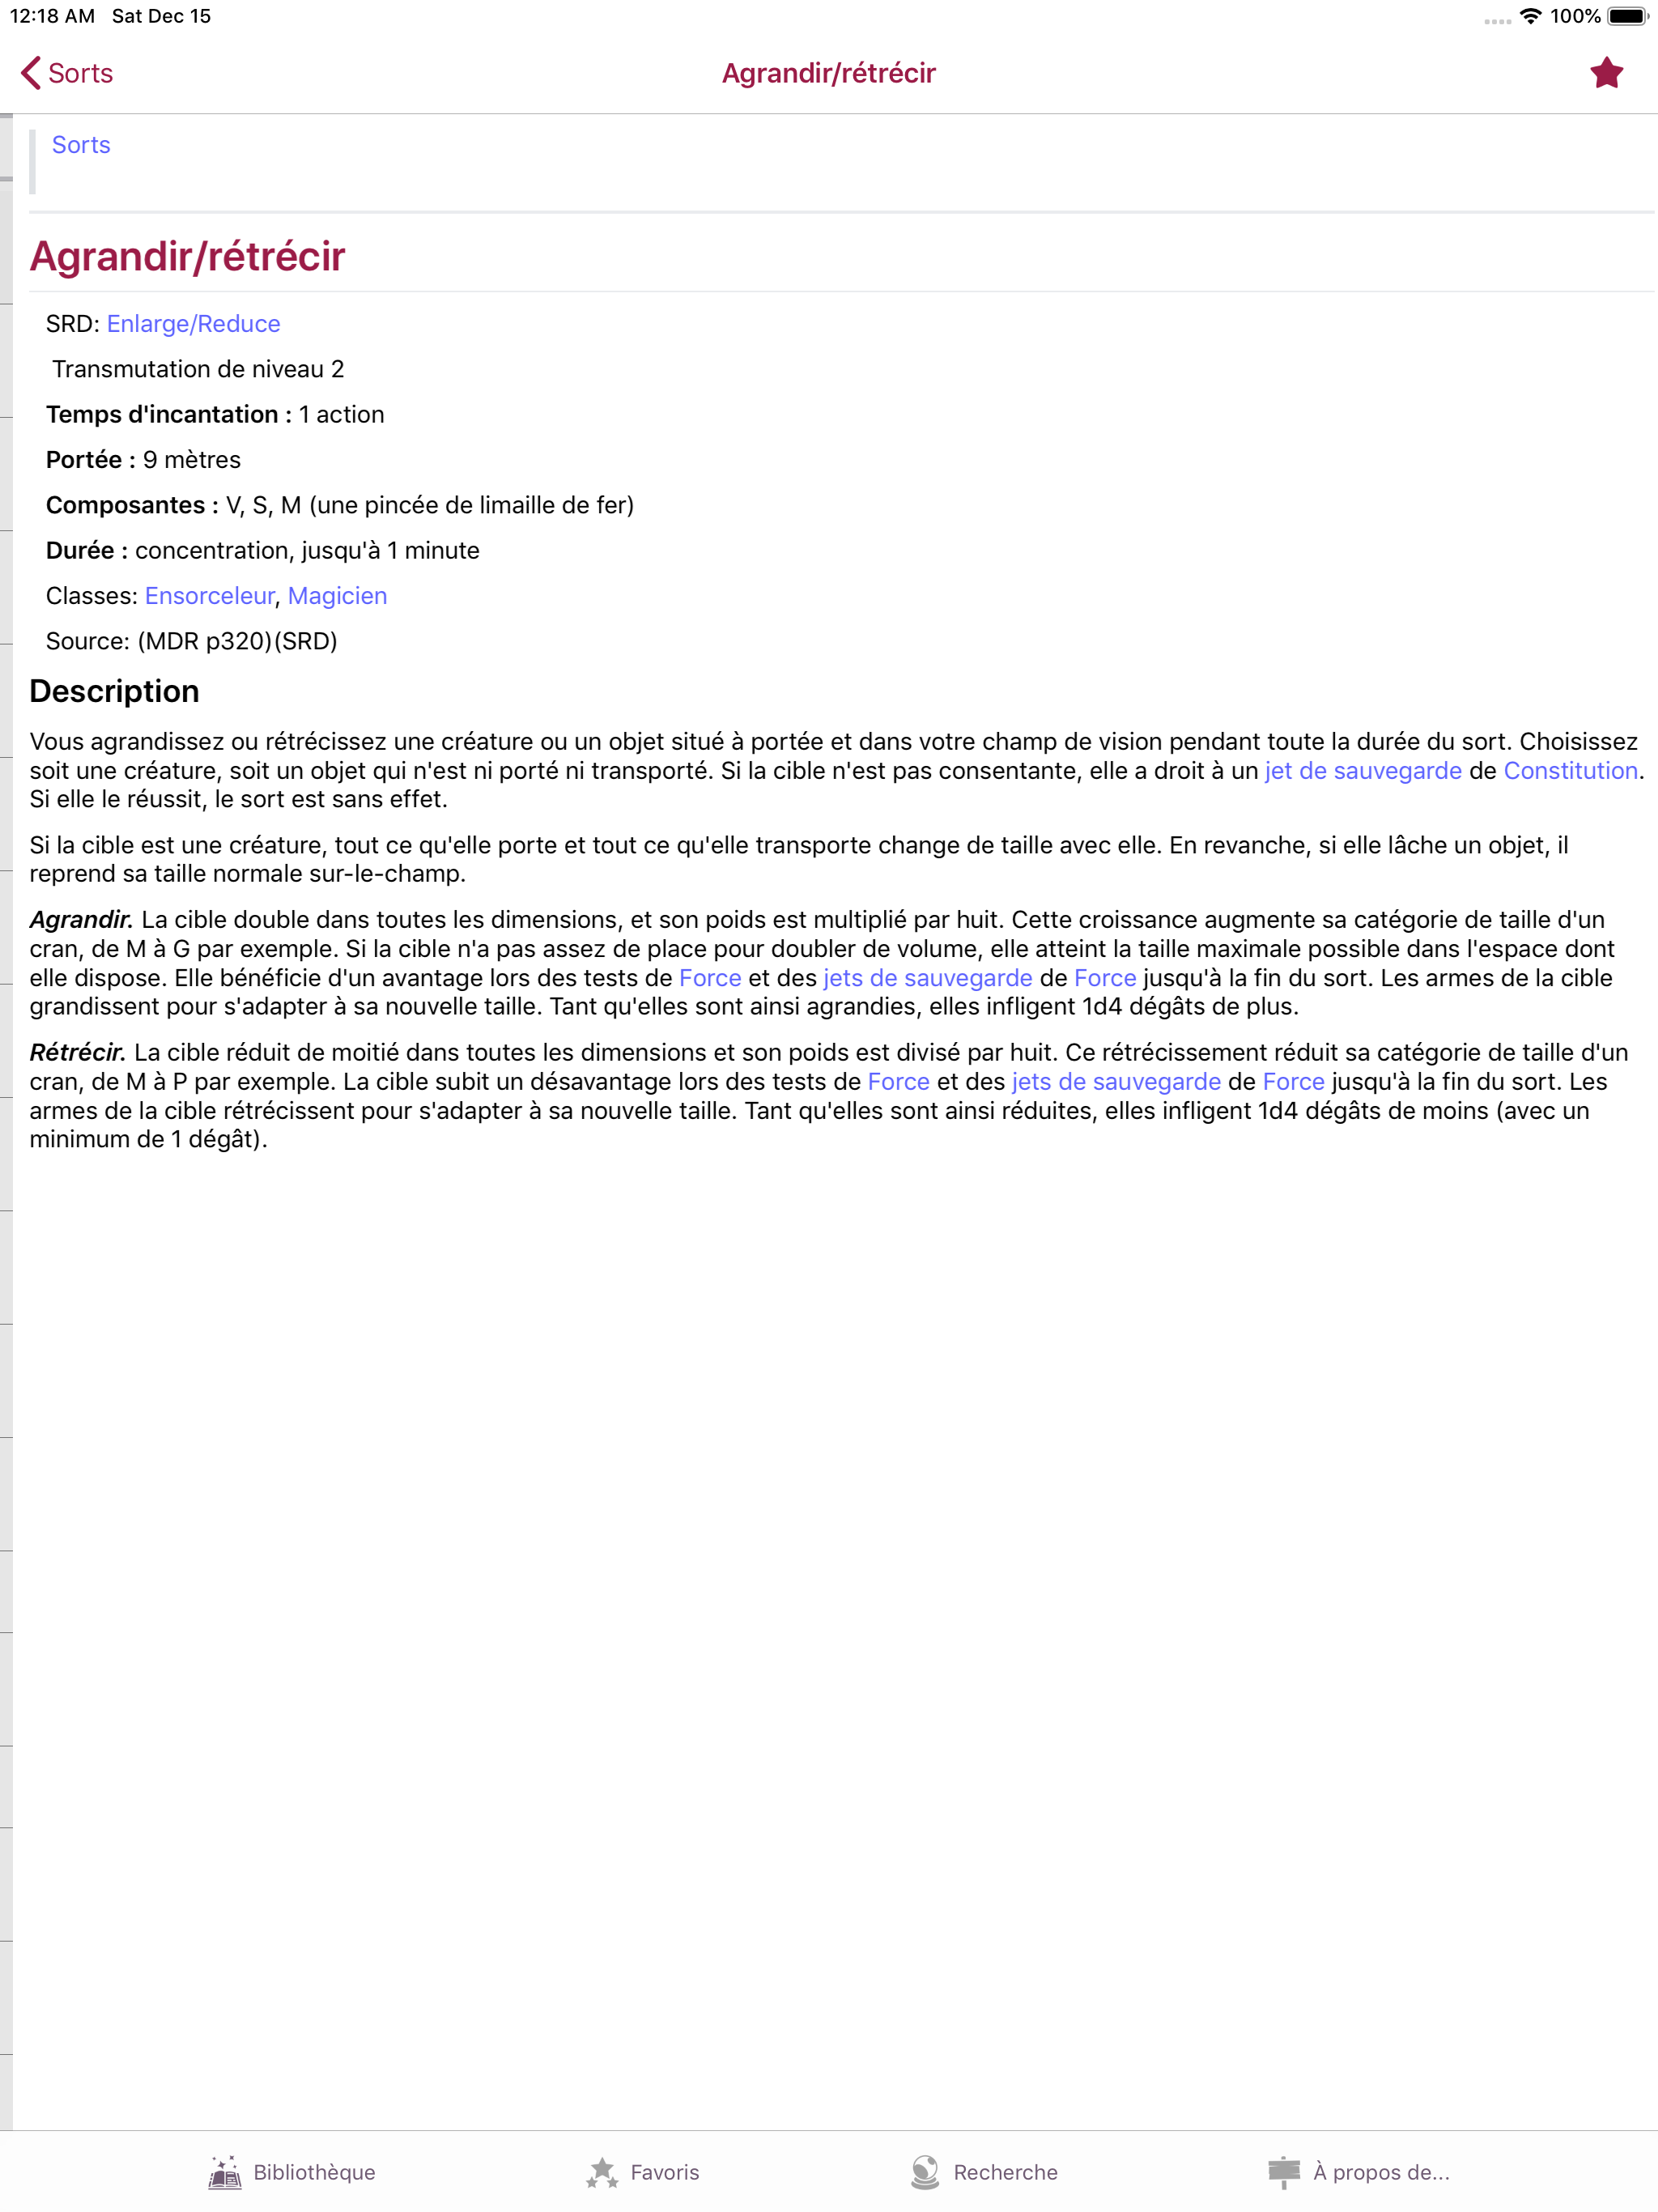 12:18 AM Sat Dec 15 100%
Sorts Agrandir/rétrécir
Sorts
Agrandir/rétrécir
SRD: Enlarge/Reduce
Transmutation de niveau 2
Temps d'incantation : 1 action
Portée : 9 mètres
Composantes : V, S, M (une pincée de limaille de fer)
Durée : concentration, jusqu'à 1 minute
Classes: Ensorceleur, Magicien
Source: (MDR p320)(SRD)
Description
Vous agrandissez ou rétrécissez une créature ou un objet situé à portée et dans votre champ de vision pendant toute la durée du sort. Choisissez
soit une créature, soit un objet qui n'est ni porté ni transporté. Si la cible n'est pas consentante, elle a droit à un jet de sauvegarde de Constitution.
Si elle le réussit, le sort est sans effet.
Si la cible est une créature, tout ce qu'elle porte et tout ce qu'elle transporte change de taille avec elle. En revanche, si elle lâche un objet, il
reprend sa taille normale sur-le-champ.
Agrandir. La cible double dans toutes les dimensions, et son poids est multiplié par huit. Cette croissance augmente sa catégorie de taille d'un
cran, de M à G par exemple. Si la cible n'a pas assez de place pour doubler de volume, elle atteint la taille maximale possible dans l'espace dont
elle dispose. Elle bénéficie d'un avantage lors des tests de Force et des jets de sauvegarde de Force jusqu'à la fin du sort. Les armes de la cible
grandissent pour s'adapter à sa nouvelle taille. Tant qu'elles sont ainsi agrandies, elles infligent 1d4 dégâts de plus.
Rétrécir. La cible réduit de moitié dans toutes les dimensions et son poids est divisé par huit. Ce rétrécissement réduit sa catégorie de taille d'un
cran, de M à P par exemple. La cible subit un désavantage lors des tests de Force et des jets de sauvegarde de Force jusqu'à la fin du sort. Les
armes de la cible rétrécissent pour s'adapter à sa nouvelle taille. Tant qu'elles sont ainsi réduites, elles infligent 1d4 dégâts de moins (avec un
minimum de 1 dégât).
Bibliothèque Favoris Recherche À propos de...